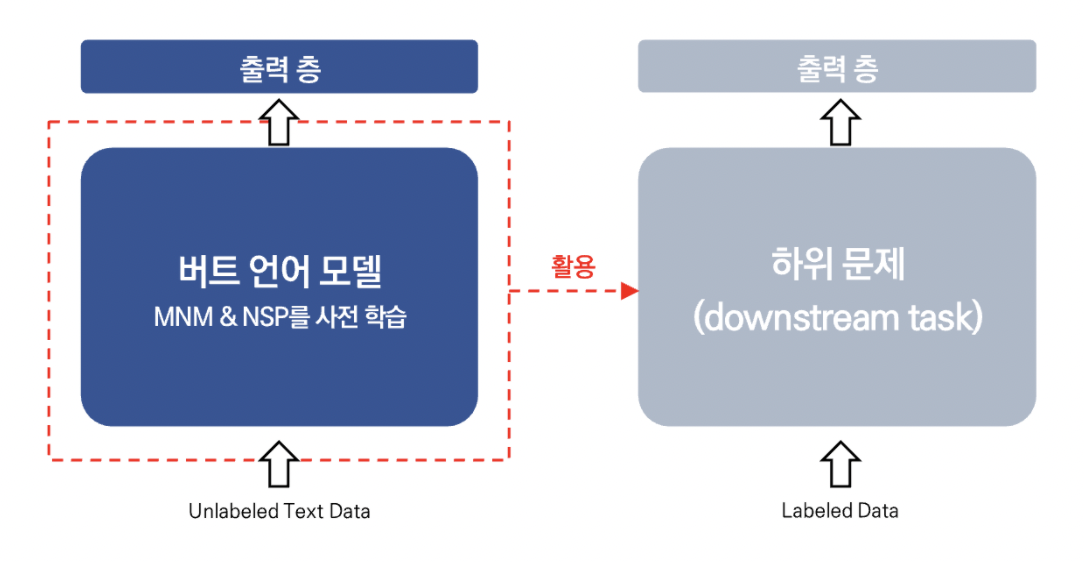 출력 층
버트 언어 모델
MNM & NSP를 사전 학습
Unlabeled Text Data
활용
출력 층
하위 문제
(downstream task)
Labeled Data